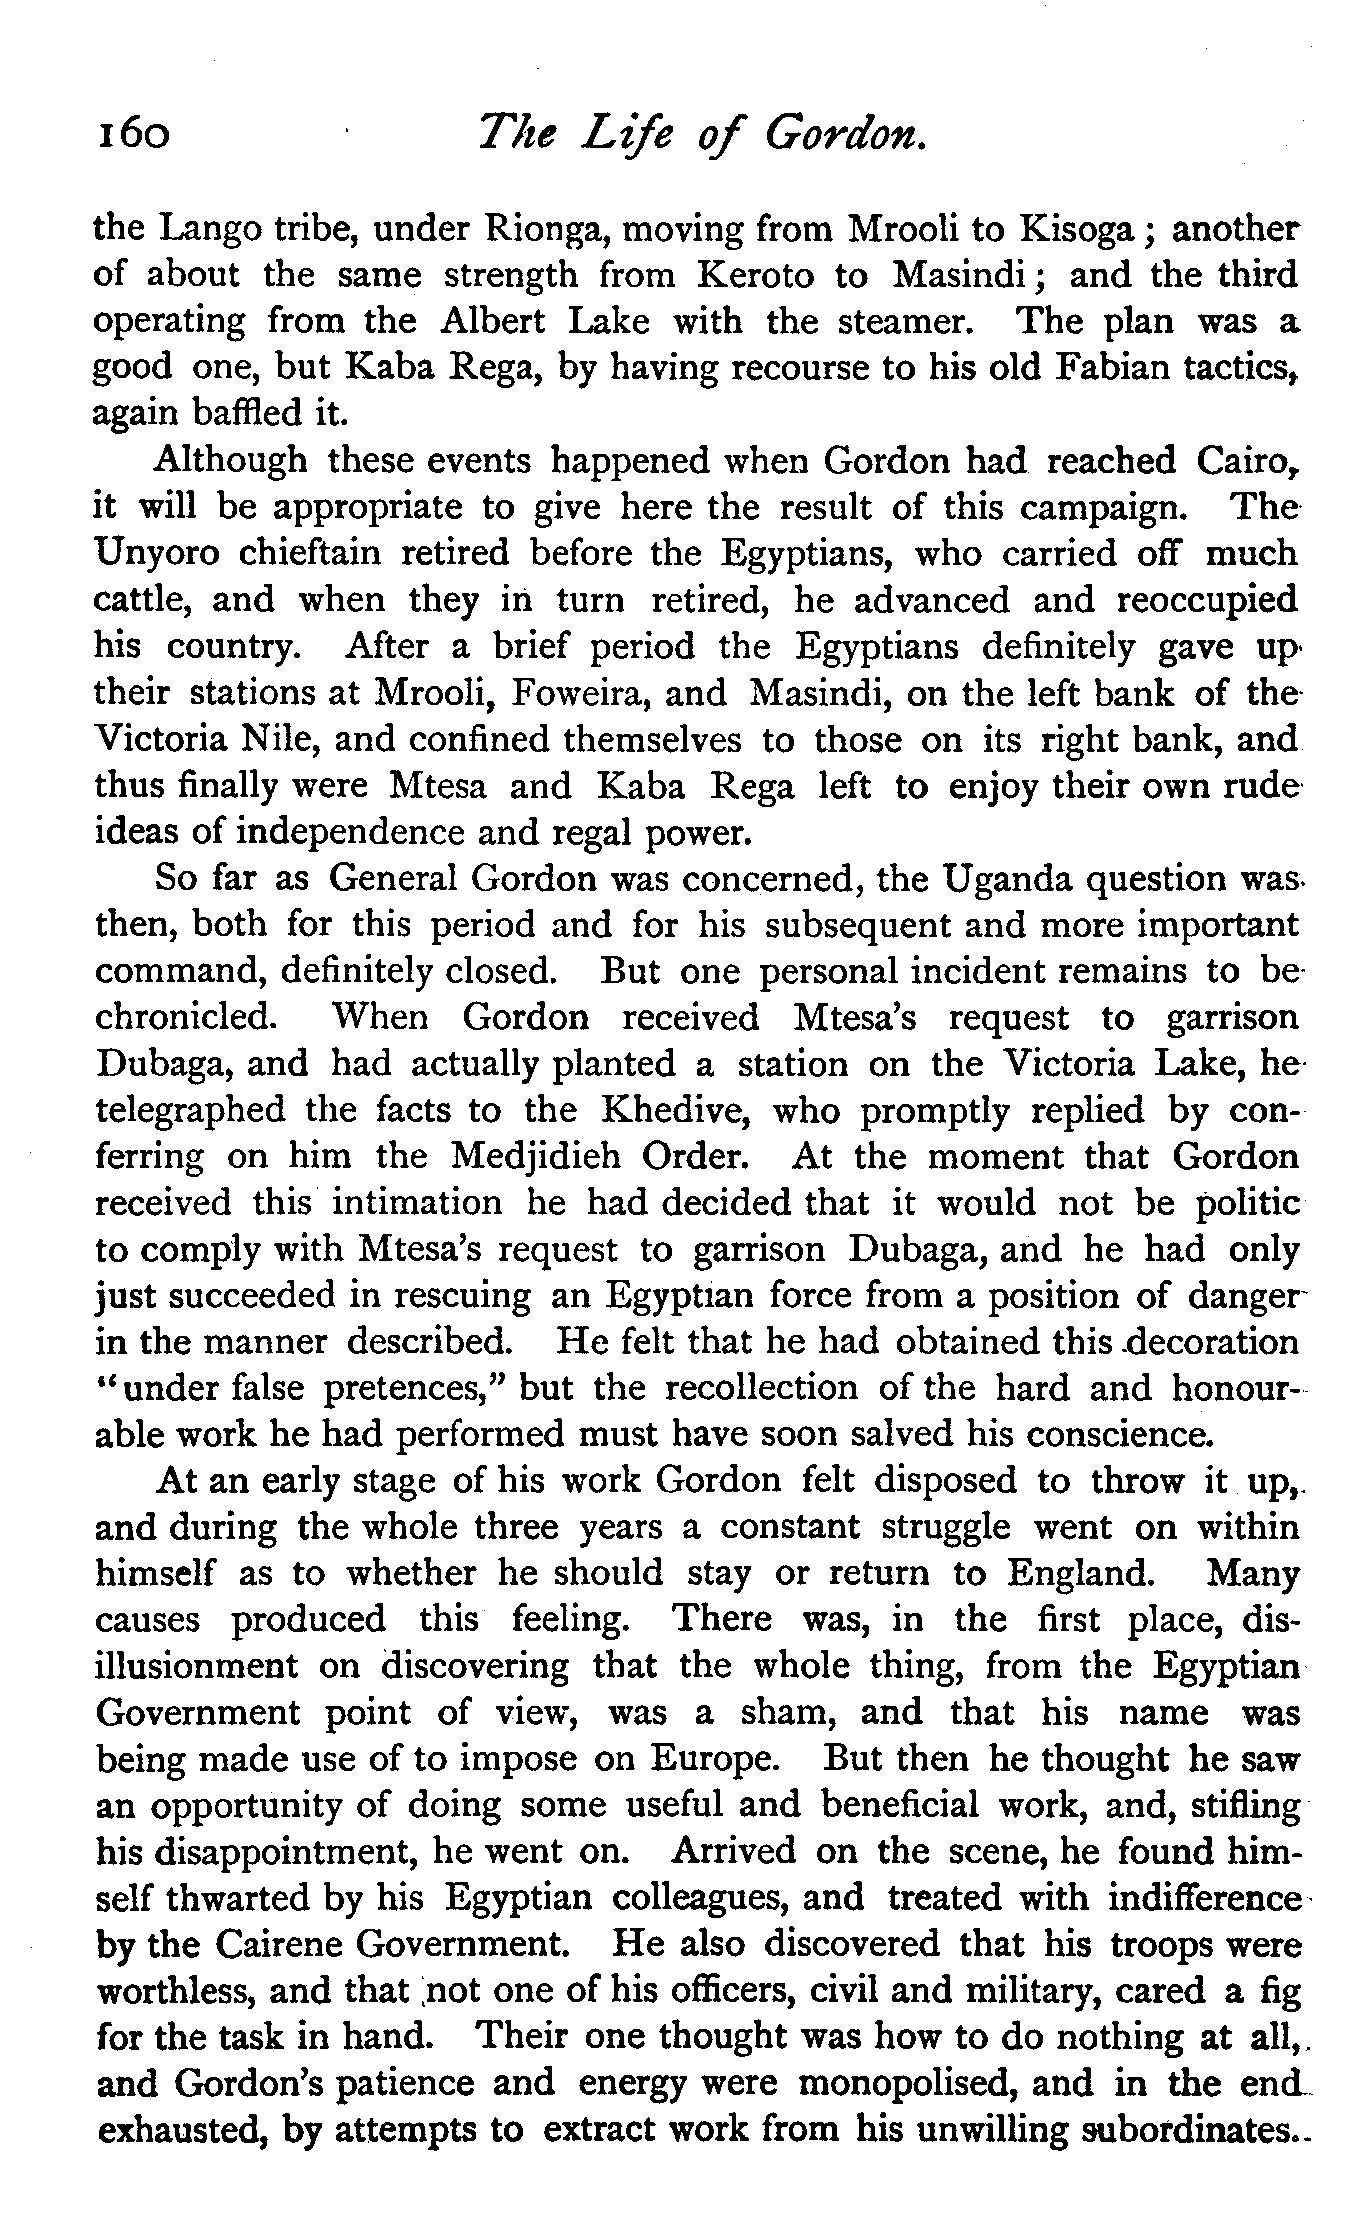 160 The Life of Gordon.
the Lango tribe, under Rionga, moving from Mrooli to Kisoga; another
of about the same strength from Keroto to Masindi; and the third
operating from the Albert Lake with the steamer. The plan was a
good one, but Kaba Rega, by having recourse to his old Fabian tactics,
again baffled it.
Although these events happened when Gordon had reached Cairo,
it will be appropriate to give here the result of this campaign. The
Unyoro chieftain retired before the Egyptians, who carried off much
cattle, and when they in turn retired, he advanced and reoccupied
his country. After a brief period the Egyptians definitely gave up
their stations at Mrooli, Foweira, and Masindi, on the left bank of the
Victoria Nile, and confined themselves to those on its right bank, and
thus finally were Mtesa and Kaba Rega left to enjoy their own rude
ideas of independence and regal power.
So far as General Gordon was concerned, the Uganda question was
then, both for this period and for his subsequent and more important
command, definitely closed. But one personal incident remains to be
chronicled. When Gordon received Mtesa's request to garrison
Dubaga, and had actually planted a station on the Victoria Lake, he
telegraphed the facts to the Khedive, who promptly replied by con-
ferring on him the Medjidieh Order. At the moment that Gordon
received this intimation he had decided that it would not be politic
to comply with Mtesa's request to garrison Dubaga, and he had only
just succeeded in rescuing an Egyptian force from a position of danger
in the manner described. He felt that he had obtained this decoration
"under false pretences," but the recollection of the hard and honour-
able work he had performed must have soon salved his conscience.
At an early stage of his work Gordon felt disposed to throw it up,
and during the whole three years a constant struggle went on within
himself as to whether he should stay or return to England. Many
causes produced this feeling. There was, in the first place, dis-
illusionment on discovering that the whole thing, from the Egyptian
Government point of view, was a sham, and that his name was
being made use of to impose on Europe. But then he thought he saw
an opportunity of doing some useful and beneficial work, and, stifling
his disappointment, he went on. Arrived on the scene, he found him-
self thwarted by his Egyptian colleagues, and treated with indifference
by the Cairene Government. He also discovered that his troops were
worthless, and that not one of his officers, civil and military, cared a fig
for the task in hand. Their one thought was how to do nothing at all,
and Gordon's patience and energy were monopolised, and in the end
exhausted, by attempts to extract work from his unwilling subordinates.